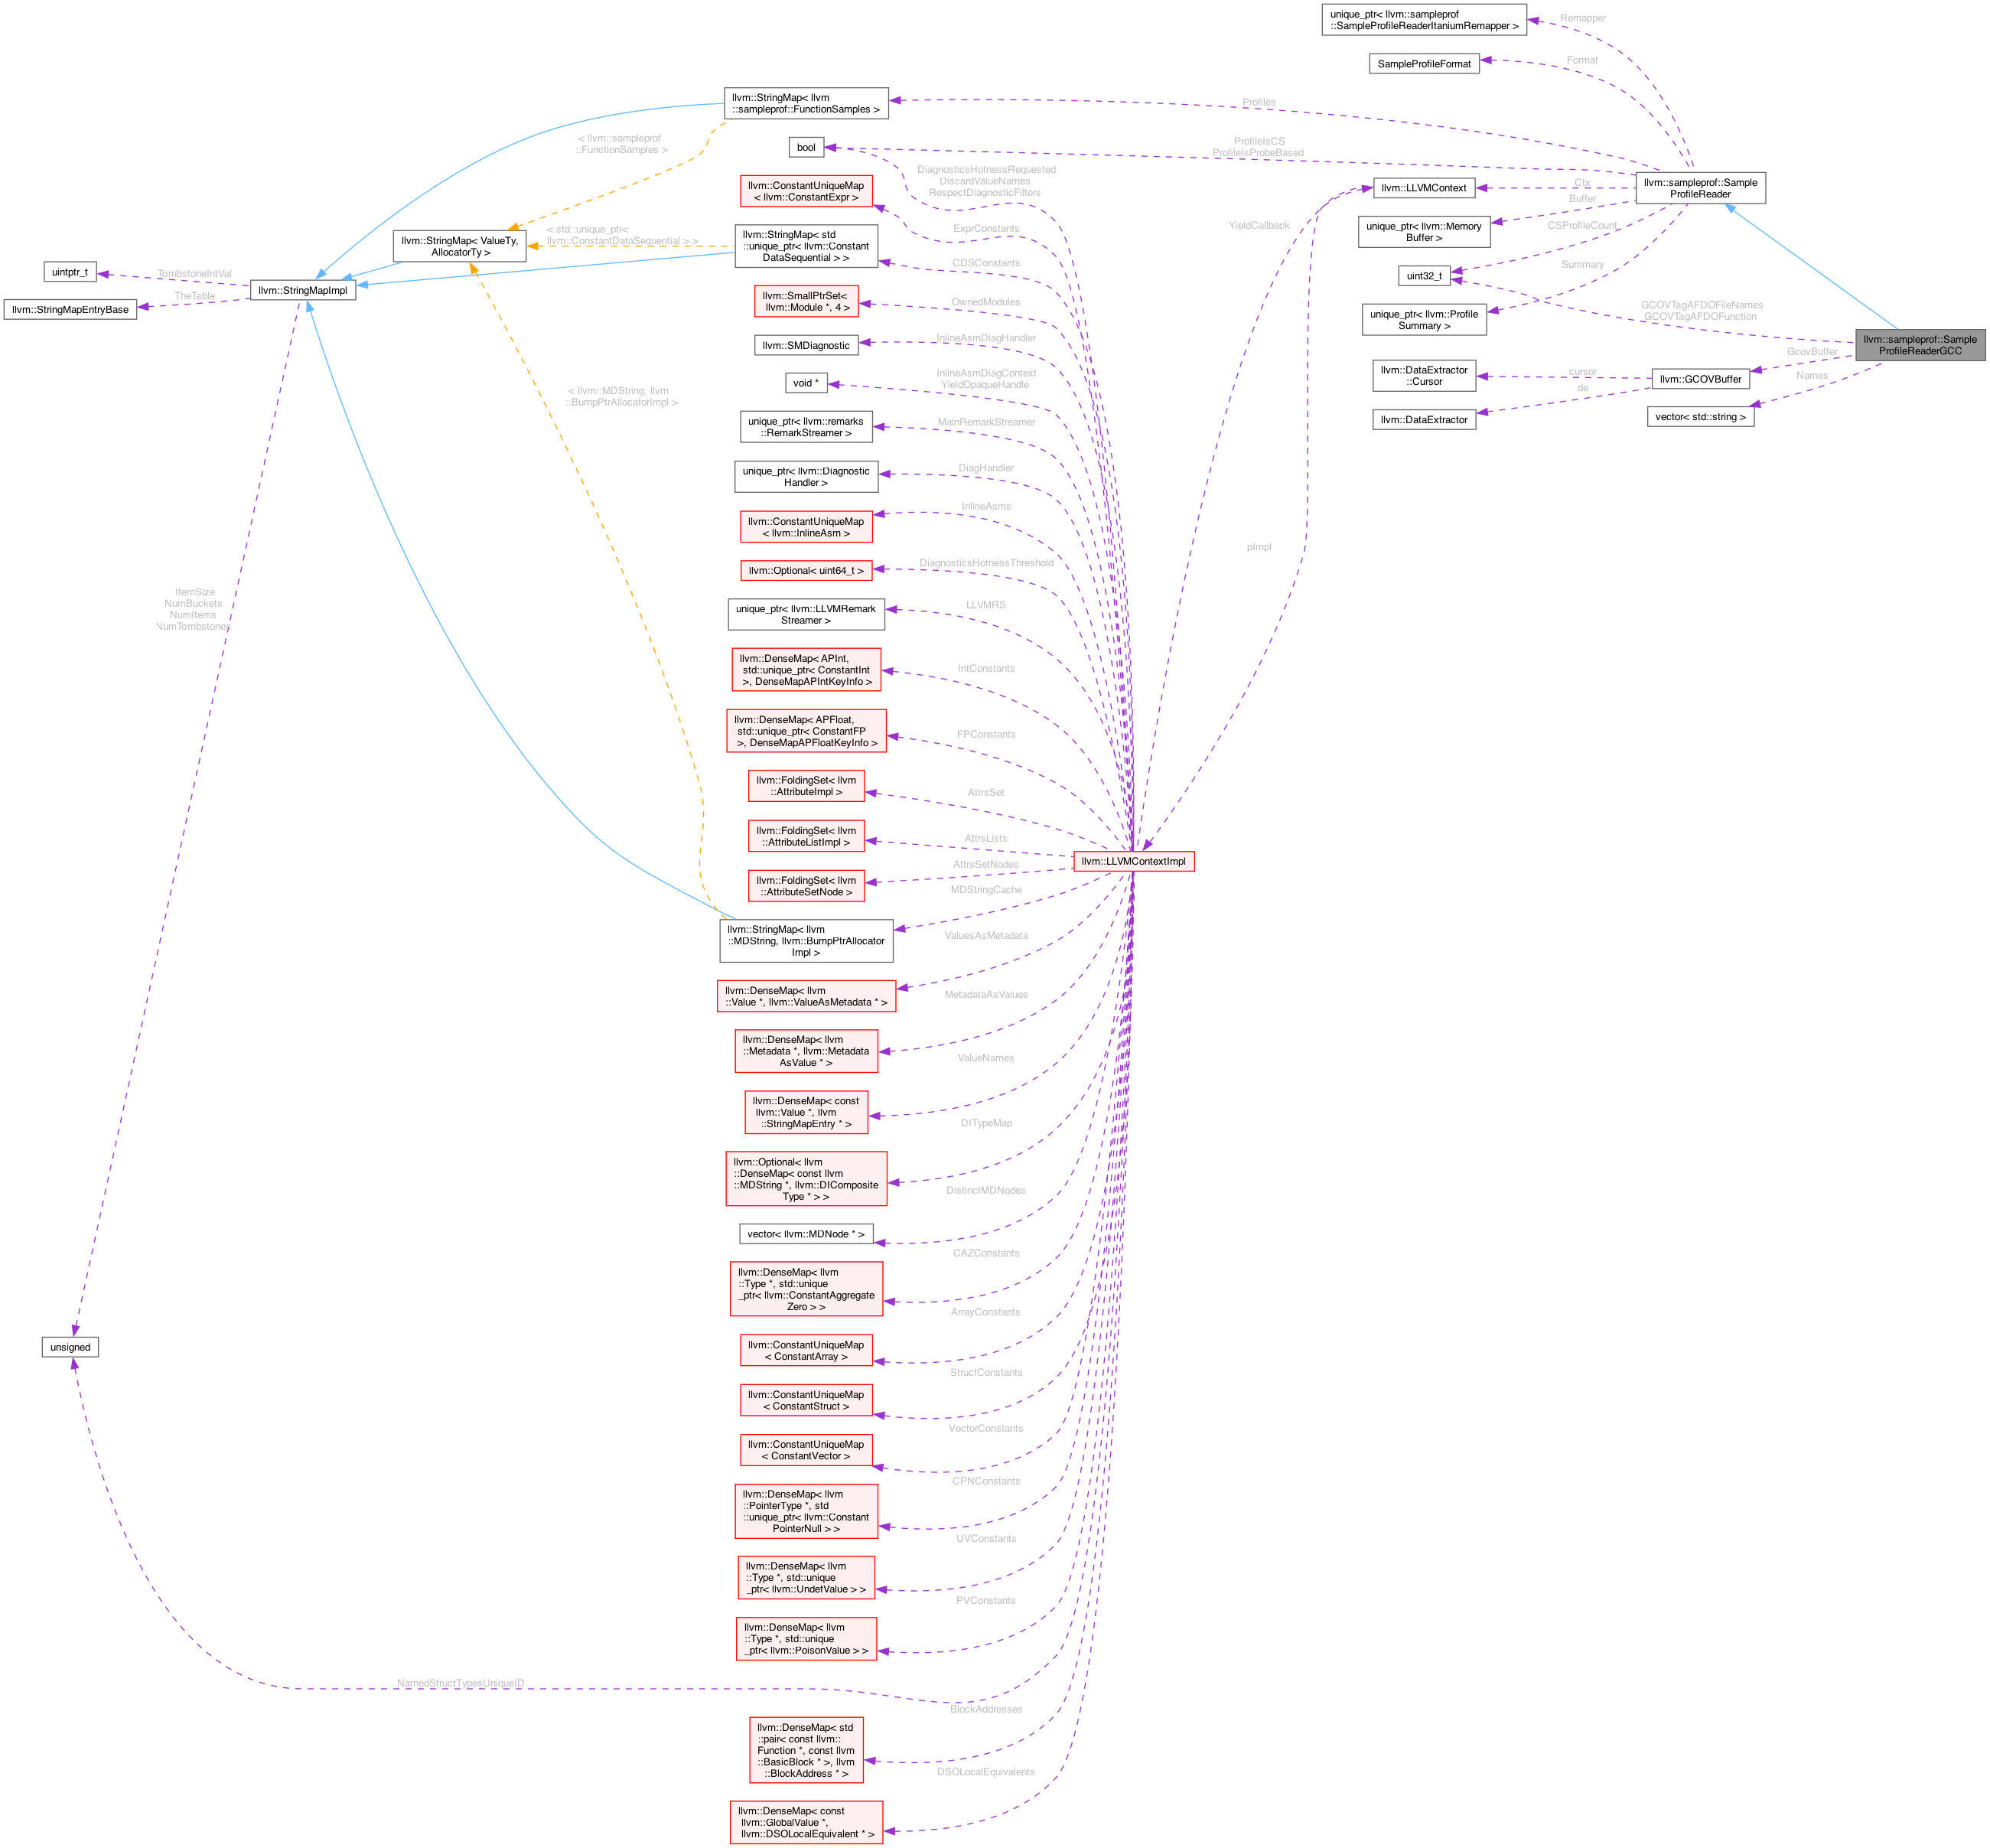 unique_ptr< llvm::sampleprof
::SampleProfileReaderItaniumRemapper >
Remapper
SampleProfileFormat
Format
llvm::StringMap< llvm
::sampleprof::FunctionSamples >
Profiles
< llvm::sampleprof
::FunctionSamples >
bool
ProfileIsCS
ProfileIsProbeBased
DiagnosticsHotnessRequested
DiscardValueNames
RespectDiagnosticFilters
llvm::ConstantUniqueMap
< llvm::ConstantExpr >
llvm::LLVMContext
Ctx
llvm::sampleprof::Sample
ProfileReader
Buffer
unique_ptr< llvm::Memory
Buffer >
CSProfileCount
YieldCallback
ExprConstants
llvm::StringMap< ValueTy,
AllocatorTy >
< std::unique_ptr<
llvm::ConstantDataSequential > >
llvm::StringMap< std
::unique_ptr< llvm::Constant
DataSequential > >
CDSConstants
Summary
uint32_t
uintptr_t
TombstoneIntVal
llvm::StringMapImpl
TheTable
llvm::StringMapEntryBase
llvm::SmallPtrSet<
llvm::Module *, 4 >
OwnedModules
unique_ptr< llvm::Profile
Summary >
GCOVTagAFDOFileNames
GCOVTagAFDOFunction
llvm::SMDiagnostic
InlineAsmDiagHandler
llvm::sampleprof::Sample
ProfileReaderGCC
GcovBuffer
void *
InlineAsmDiagContext
YieldOpaqueHandle
llvm::DataExtractor
::Cursor
cursor
de
llvm::GCOVBuffer
Names
< llvm::MDString, llvm
::BumpPtrAllocatorImpl >
unique_ptr< llvm::remarks
::RemarkStreamer >
MainRemarkStreamer
llvm::DataExtractor
vector< std::string >
unique_ptr< llvm::Diagnostic
Handler >
DiagHandler
llvm::ConstantUniqueMap
< llvm::InlineAsm >
InlineAsms
pImpl
llvm::Optional< uint64_t >
DiagnosticsHotnessThreshold
ItemSize
NumBuckets
NumItems
NumTombstones
unique_ptr< llvm::LLVMRemark
Streamer >
LLVMRS
llvm::DenseMap< APInt,
std::unique_ptr< ConstantInt
>, DenseMapAPIntKeyInfo >
IntConstants
llvm::DenseMap< APFloat,
std::unique_ptr< ConstantFP
>, DenseMapAPFloatKeyInfo >
FPConstants
llvm::FoldingSet< llvm
::AttributeImpl >
AttrsSet
llvm::FoldingSet< llvm
::AttributeListImpl >
AttrsLists
llvm::LLVMContextImpl
llvm::FoldingSet< llvm
::AttributeSetNode >
AttrsSetNodes
MDStringCache
llvm::StringMap< llvm
::MDString, llvm::BumpPtrAllocator
Impl >
ValuesAsMetadata
llvm::DenseMap< llvm
::Value *, llvm::ValueAsMetadata * >
MetadataAsValues
llvm::DenseMap< llvm
::Metadata *, llvm::Metadata
AsValue * >
ValueNames
llvm::DenseMap< const
llvm::Value *, llvm
::StringMapEntry * >
DITypeMap
llvm::Optional< llvm
::DenseMap< const llvm
::MDString *, llvm::DIComposite
Type * > >
DistinctMDNodes
vector< llvm::MDNode * >
CAZConstants
llvm::DenseMap< llvm
::Type *, std::unique
_ptr< llvm::ConstantAggregate
Zero > >
ArrayConstants
unsigned
llvm::ConstantUniqueMap
< ConstantArray >
StructConstants
llvm::ConstantUniqueMap
< ConstantStruct >
VectorConstants
llvm::ConstantUniqueMap
< ConstantVector >
CPNConstants
llvm::DenseMap< llvm
::PointerType *, std
::unique_ptr< llvm::Constant
PointerNull > >
UVConstants
llvm::DenseMap< llvm
::Type *, std::unique
_ptr< llvm::UndefValue > >
PVConstants
llvm::DenseMap< llvm
::Type *, std::unique
_ptr< llvm::PoisonValue > >
NamedStructTypesUniqueID
BlockAddresses
llvm::DenseMap< std
::pair< const llvm::
Function *, const llvm
::BasicBlock * >, llvm
::BlockAddress * >
DSOLocalEquivalents
llvm::DenseMap< const
llvm::GlobalValue *,
llvm::DSOLocalEquivalent * >